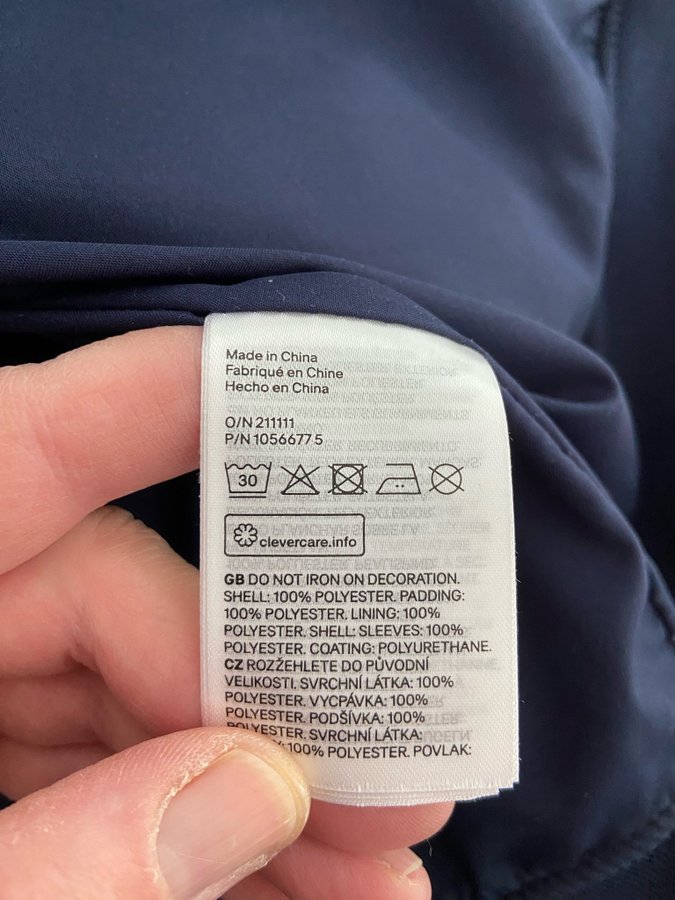 Made in China
Fabriqué en Chine
Hecho en China
O/N 211111
P/N 1056677 5
30
clevercare.info
GB DO NOT IRON ON DECORATION.
SHELL: 100% POLYESTER. PADDING:
100% POLYESTER. LINING: 100%
POLYESTER. SHELL: SLEEVES: 100%
POLYESTER. COATING: POLYURETHANE.
CZ ROZŽEHLETE DO PŮVODNÍ
VELIKOSTI. SVRCHNÍ LÁTKA: 100%
POLYESTER. VYCPÁVKA: 100%
POLYESTER. PODŠÍVKA: 100%
POLYESTER. SVRCHNÍ LÁTKA:
100% POLYESTER. POVLAK: